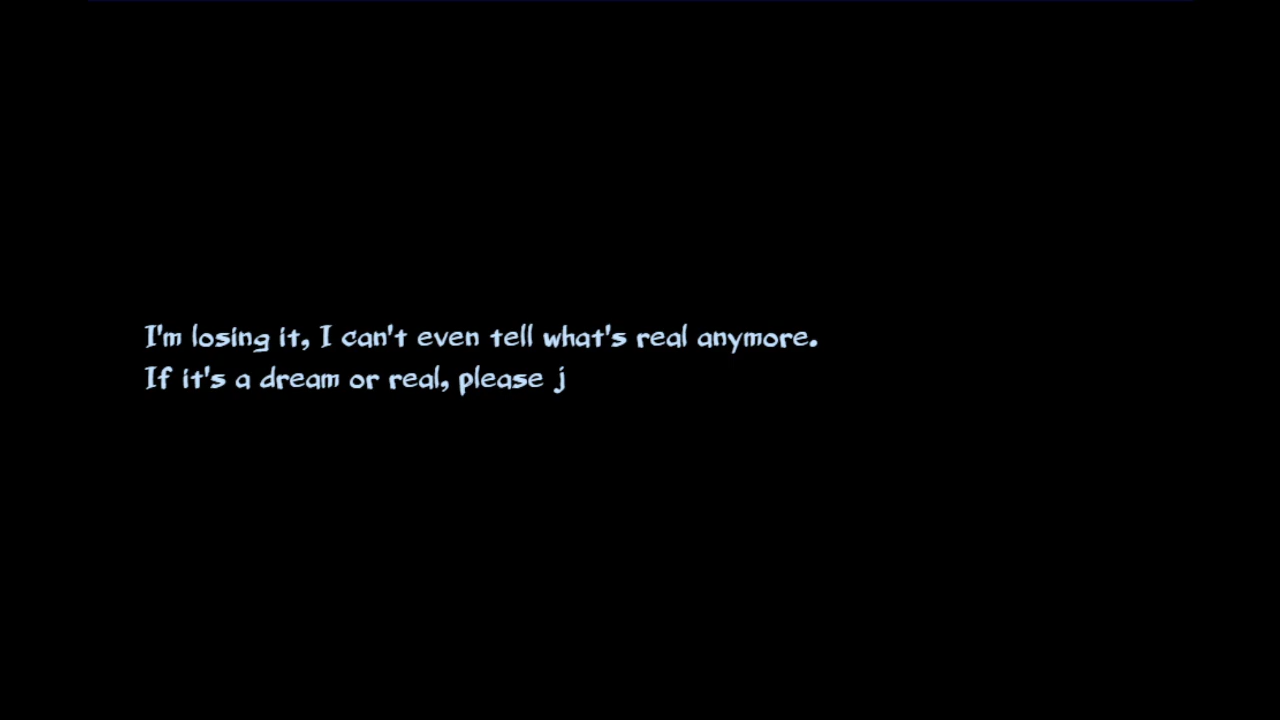 I'm losing it, I can't even tell what's real anymore.
If it's a dream or real, please j